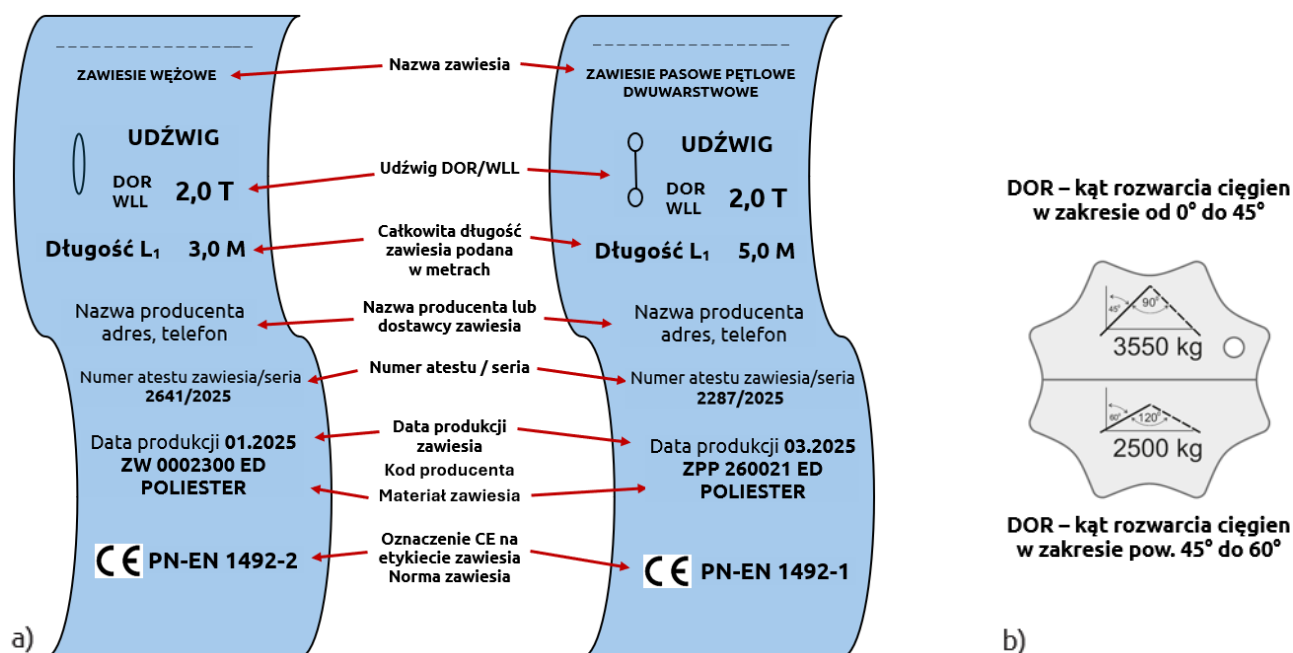 ZAWIESIE WĘŻOWE
UDŹWIG
DOR
WLL
2,0 T
Długość L₁ 3,0 M
Nazwa producenta
adres, telefon
Numer atestu zawiesia/seria
2641/2025
Data produkcji 01.2025
ZW 0002300 ED
POLIESTER
CE PN-EN 1492-2
a)
Nazwa zawiesia
Udźwig DOR/WLL
Całkowita długość
zawiesia podana
w metrach
Nazwa producenta lub
dostawcy zawiesia
Numer atestu / seria
Data produkcji
zawiesia
Kod producenta
Materiał zawiesia
Oznaczenie CE na
etykiecie zawiesia
Norma zawiesia
ZAWIESIE PASOWE PĘTLOWE
DWUWARSTWOWE
UDŹWIG
DOR
WLL
2,0 T
Długość L₁ 5,0 M
Nazwa producenta
adres, telefon
Numer atestu zawiesia/seria
2287/2025
Data produkcji 03.2025
ZPP 260021 ED
POLIESTER
CE PN-EN 1492-1
DOR – kąt rozwarcia cięgien
w zakresie od 0° do 45°
45° 90°
3550 kg
60° 120°
2500 kg
DOR – kąt rozwarcia cięgien
w zakresie pow. 45° do 60°
b)